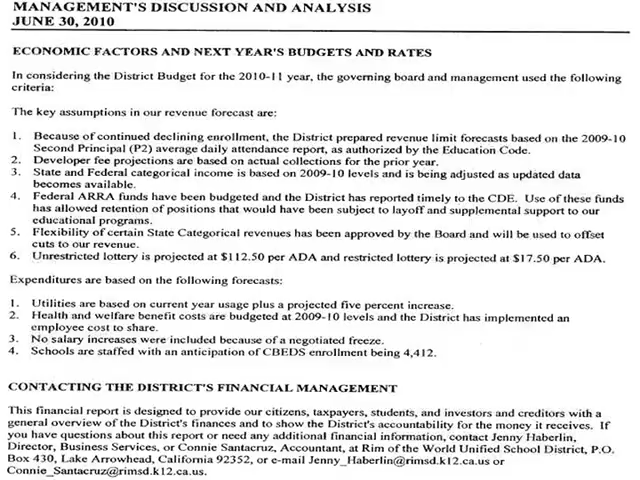 MANAGEMENT'S DISCUSSION AND ANALYSIS
JUNE 30, 2010
ECONOMIC FACTORS AND NEXT YEAR'S BUDGETS AND RATES
In considering the District Budget for the 2010-11 year, the governing board and management used the following
criteria:
The key assumptions in our revenue forecast are:
1. Because of continued declining enrollment, the District prepared revenue limit forecasts based on the 2009-10
Second Principal (P2) average daily attendance report, as authorized by the Education Code.
2. Developer fee projections are based on actual collections for the prior year.
3. State and Federal categorical income is based on 2009-10 levels and is being adjusted as updated data
becomes available.
4. Federal ARRA funds have been budgeted and the District has reported timely to the CDE. Use of these funds
has allowed retention of positions that would have been subject to layoff and supplemental support to our
educational programs.
5. Flexibility of certain State Categorical revenues has been approved by the Board and will be used to offset
cuts to our revenue.
6. Unrestricted lottery is projected at $112.50 per ADA and restricted lottery is projected at $17.50 per ADA.
Expenditures are based on the following forecasts:
1. Utilities are based on current year usage plus a projected five percent increase.
2. Health and welfare benefit costs are budgeted at 2009-10 levels and the District has implemented an
employee cost to share.
3. No salary increases were included because of a negotiated freeze.
4. Schools are staffed with an anticipation of CBEDS enrollment being 4,412.
CONTACTING THE DISTRICT'S FINANCIAL MANAGEMENT
This financial report is designed to provide our citizens, taxpayers, students, and investors and creditors with a
general overview of the District's finances and to show the District's accountability for the money it receives. If
you have questions about this report or need any additional financial information, contact Jenny Haberlin,
Director, Business Services, or Connie Santacruz, Accountant, at Rim of the World Unified School District, P.O.
Box 430, Lake Arrowhead, California 92352, or e-mail Jenny_Haberlin@rimsd.k12.ca.us or
Connie_Santacruz@rimsd.k12.ca.us.